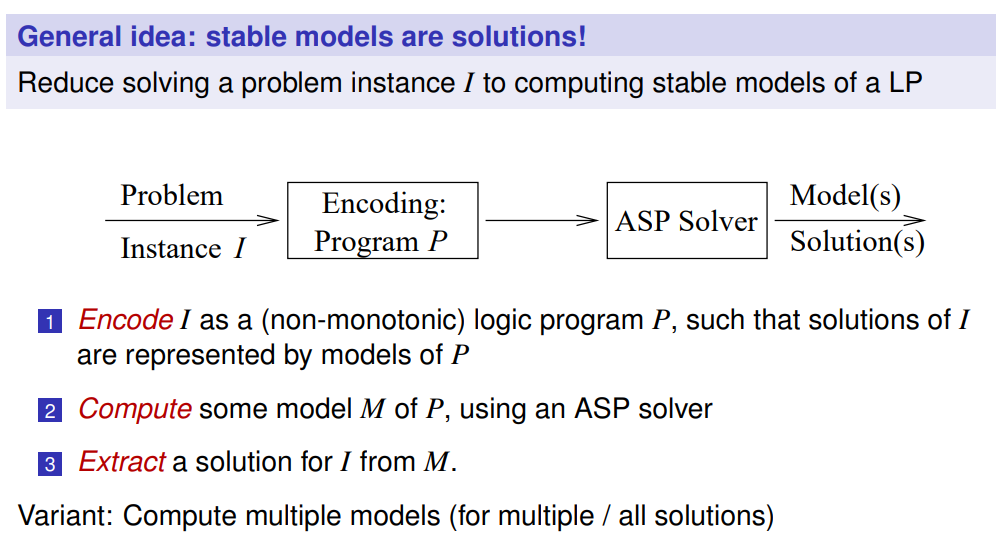 General idea: stable models are solutions!
Reduce solving a problem instance I to computing stable models of a LP
Problem
Instance I
Encoding:
Program P
ASP Solver
Model(s)
Solution(s)
1 Encode I as a (non-monotonic) logic program P, such that solutions of I
are represented by models of P
2 Compute some model M of P, using an ASP solver
3 Extract a solution for I from M.
Variant: Compute multiple models (for multiple / all solutions)